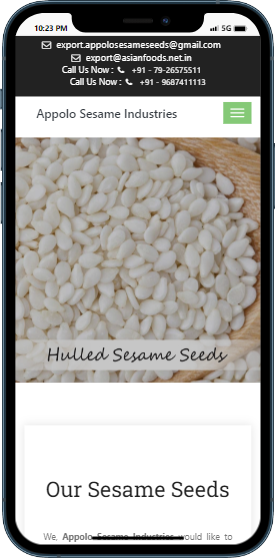 10:23 PM 5G
export.appolosesameseeds@gmail.com
export@asianfoods.net.in
Call Us Now : +91 - 79-26575511
Call Us Now : +91 - 9687411113
Appolo Sesame Industries
Hulled Sesame Seeds
Our Sesame Seeds
We, Appolo Sesame Industries would like to